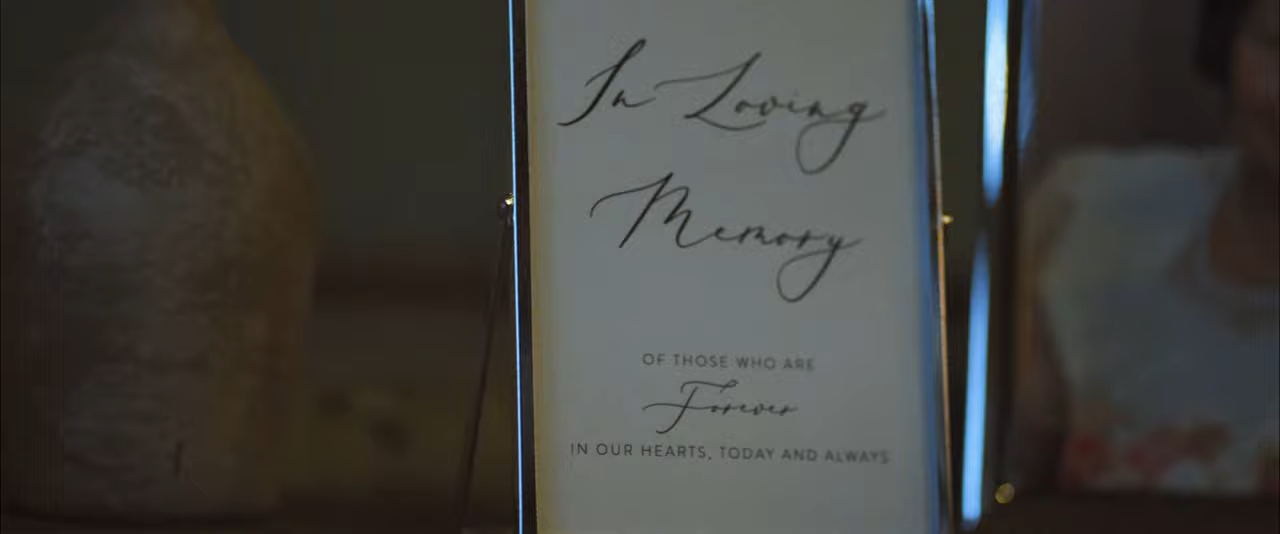 In Loving
Memory
OF THOSE WHO ARE
Forever
IN OUR HEARTS, TODAY AND ALWAYS